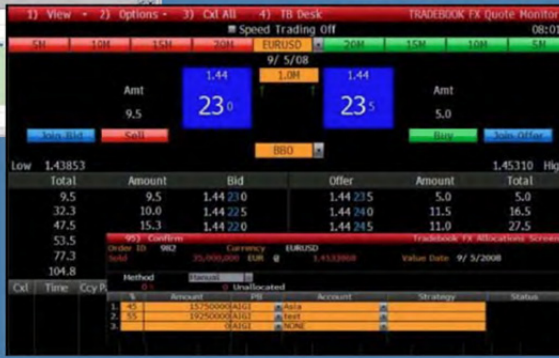 1) View - 2) Options - 3) Cxl All 4) TB Desk TRADEBOOK FX Quote Monitor
Speed Trading Off 08:01
5M 10M 15M 20M EURUSD 20M 15M 10M 5M
9/ 5/08
1.44 1.0M 1.44
Amt 23 0 23 5 Amt
9.5 5.0
Join Bid Sell Buy Join Offer
BBO
Low 1.43853 1.45310 Hig
Total Amount Bid Offer Amount Total
9.5 9.5 1.44 23 0 1.44 23 5 5.0 5.0
32.3 10.0 1.44 22 5 1.44 24 0 11.5 16.5
47.5 15.3 1.44 22 0 1.44 24 5 11.0 27.5
53.5
77.3
104.8
95) Confirm Tradebook FX Allocations Screen
Order ID 982 Currency EURUSD
Sold 35,000,000 EUR @ Value Date 9/ 5/2008
Method Manual
0% 0 Unallocated
Cxl Time Ccy P
% Amount PB Account Strategy Status
1. 45 15750000 AIGI Asia
2. 55 19250000 AIGI test
3. 0 AIGI NONE